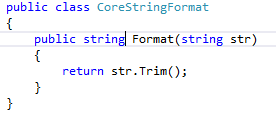 public class CoreStringFormat
{
    public string Format(string str)
    {
        return str.Trim();
    }
}